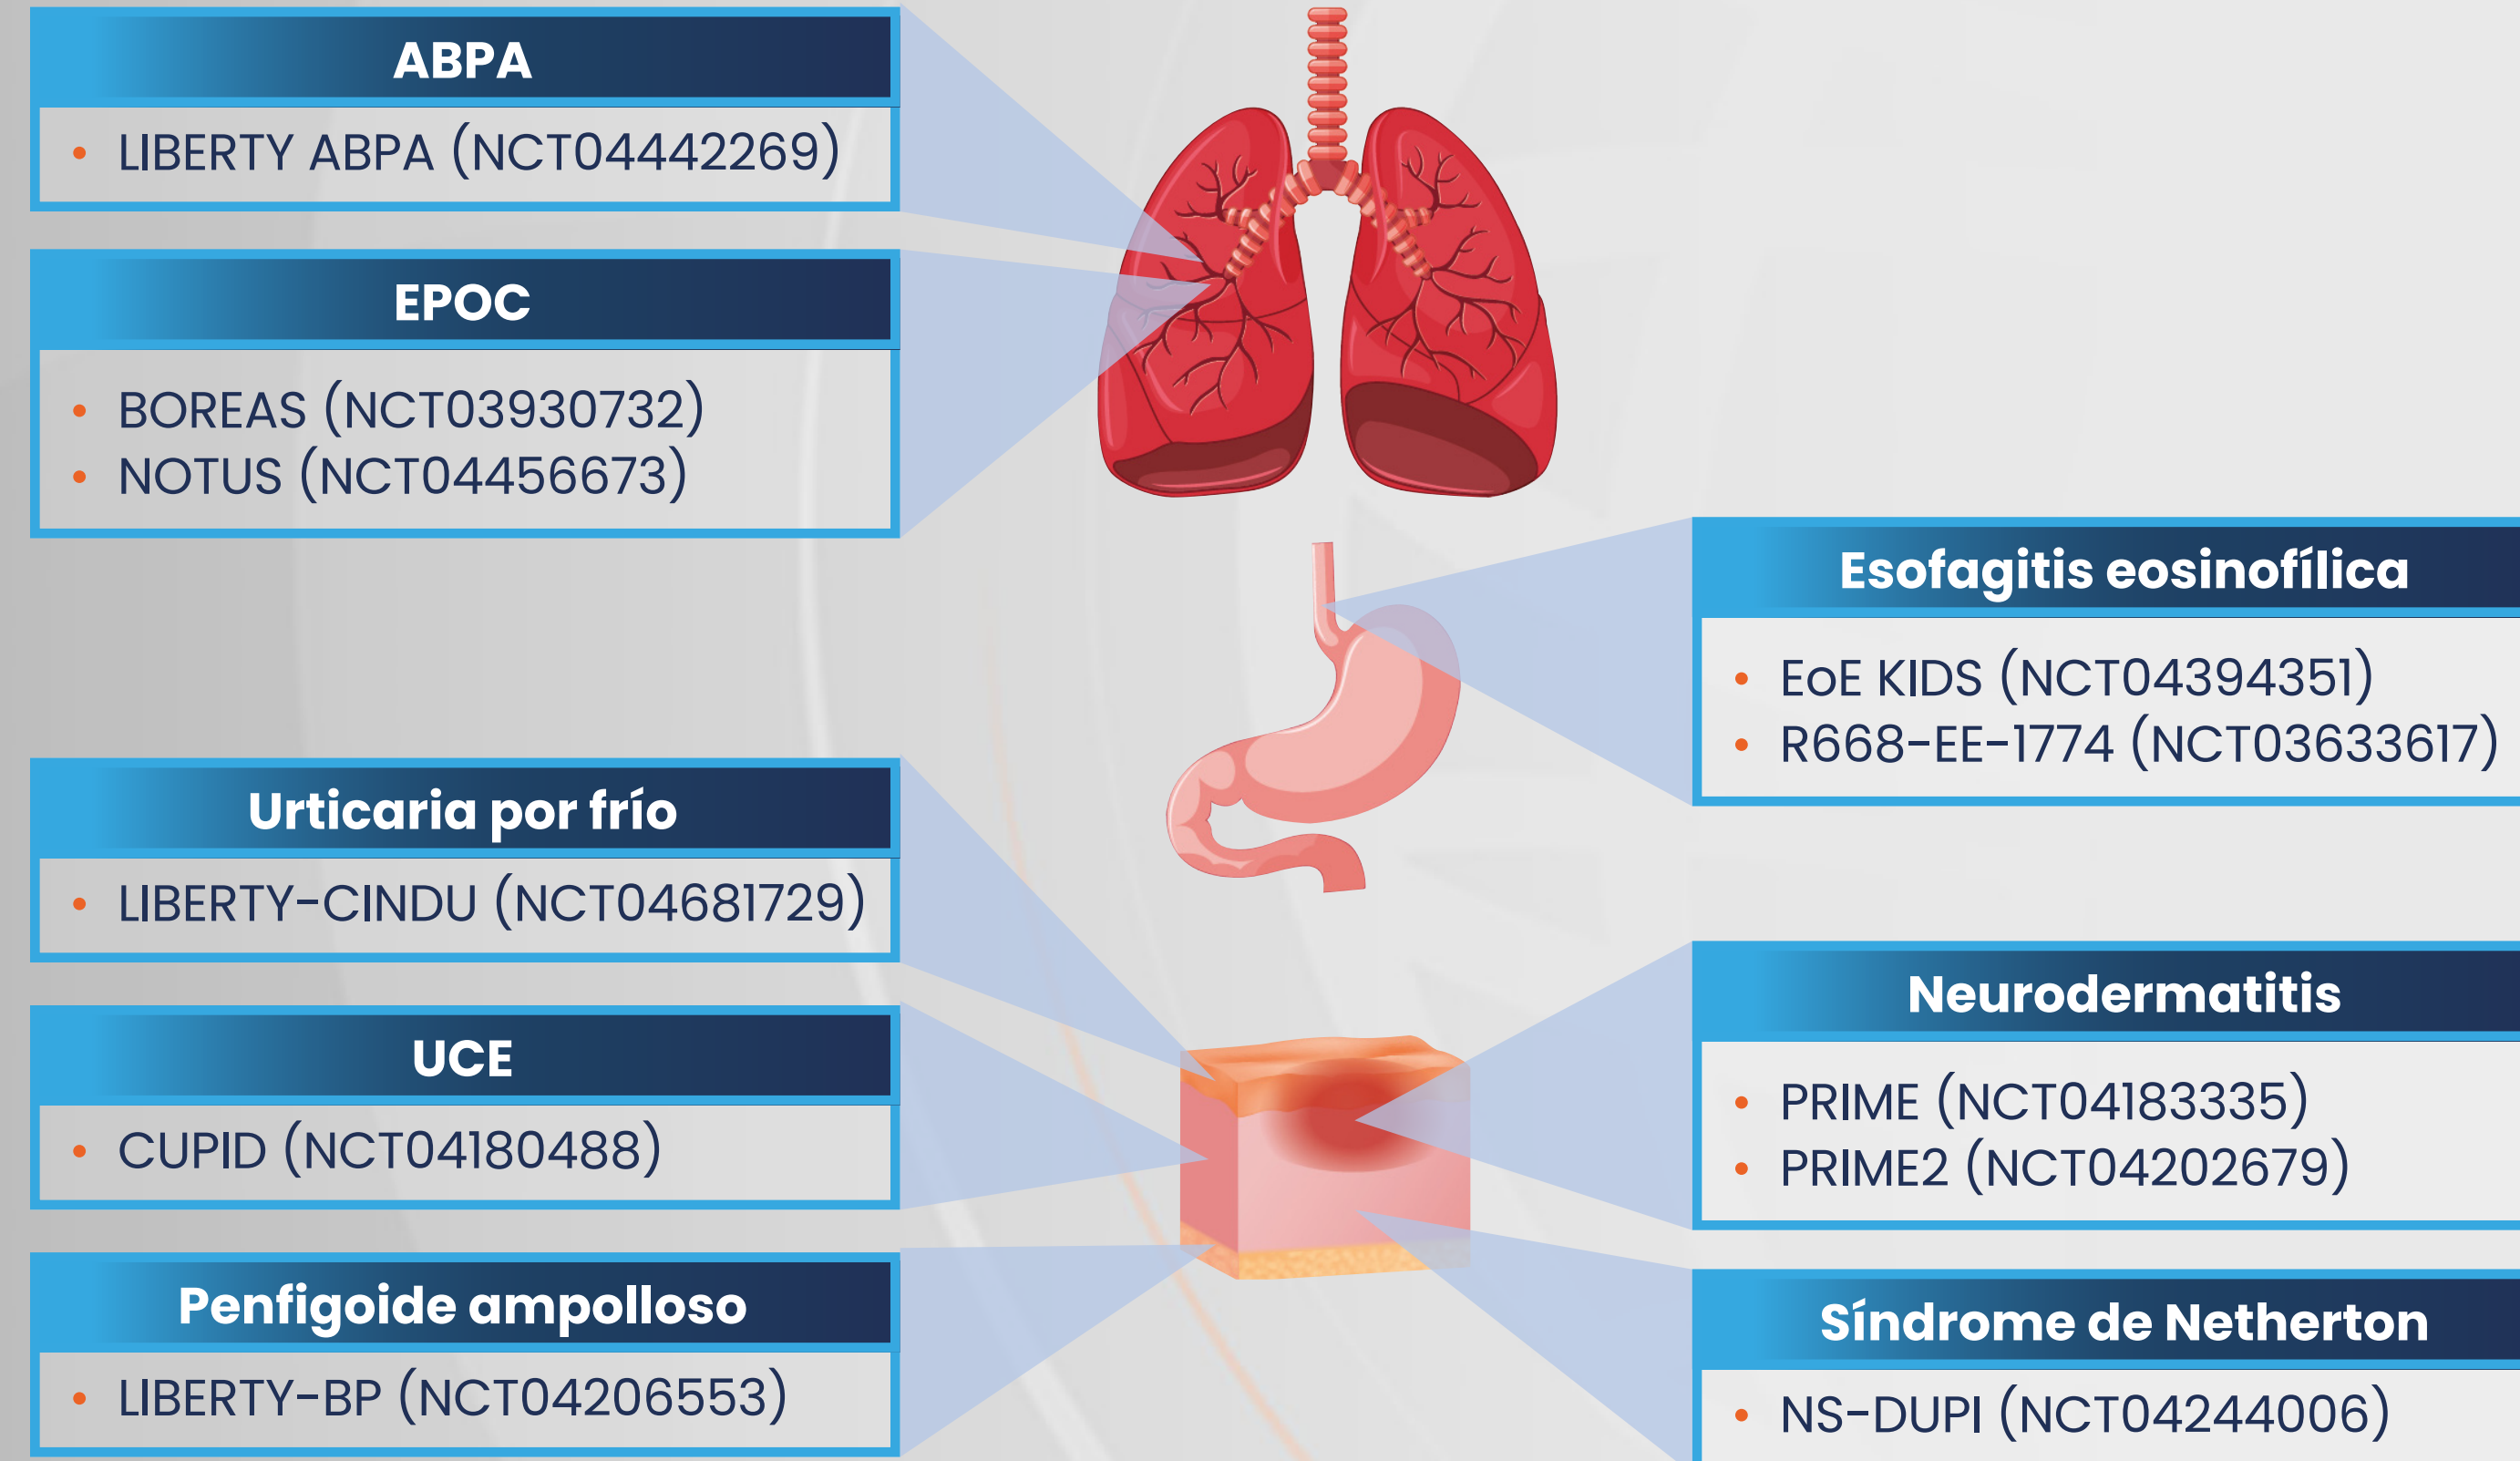 ABPA
• LIBERTY ABPA (NCT04442269)
EPOC
• BOREAS (NCT03930732)
• NOTUS (NCT04456673)
Urticaria por frío
• LIBERTY-CINDU (NCT04681729)
UCE
• CUPID (NCT04180488)
Penfigoide ampolloso
• LIBERTY-BP (NCT04206553)
Esofagitis eosinofílica
• EoE KIDS (NCT04394351)
• R668-EE-1774 (NCT03633617)
Neurodermatitis
• PRIME (NCT04183335)
• PRIME2 (NCT04202679)
Síndrome de Netherton
• NS-DUPI (NCT04244006)